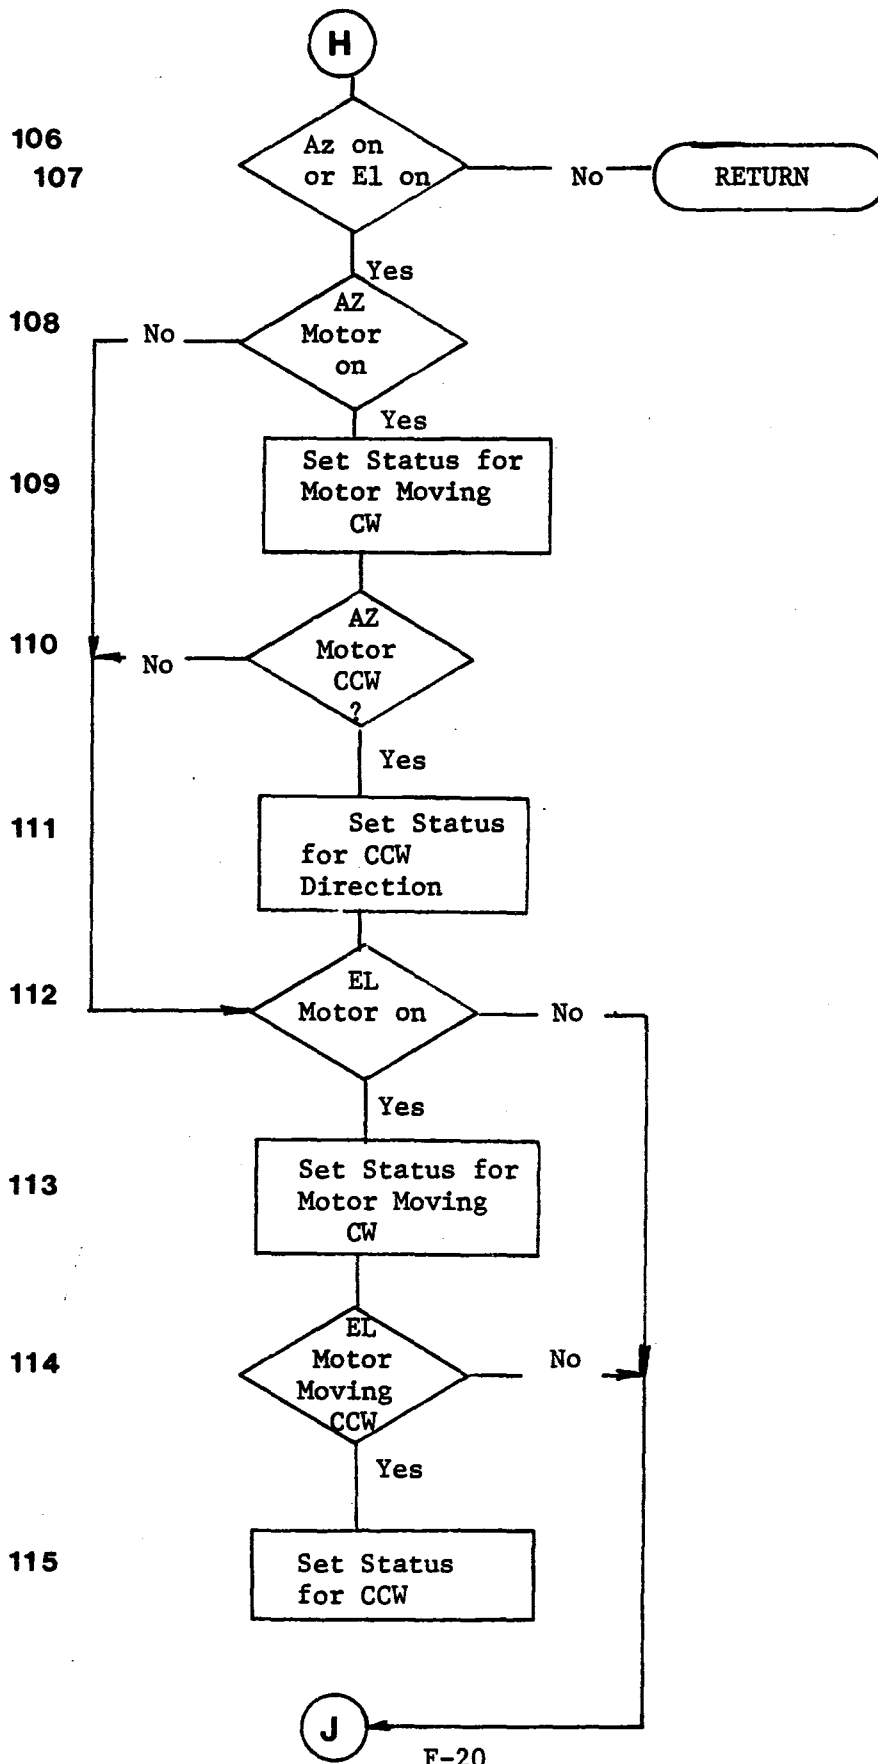 H
106
107
Az on
or El on
No
RETURN
Yes
108
AZ
Motor
on
No
Yes
109
Set Status for
Motor Moving
CW
110
AZ
Motor
CCW
?
No
Yes
111
Set Status
for CCW
Direction
112
EL
Motor on
No
Yes
113
Set Status for
Motor Moving
CW
114
EL
Motor
Moving
CCW
No
Yes
115
Set Status
for CCW
J
F-20